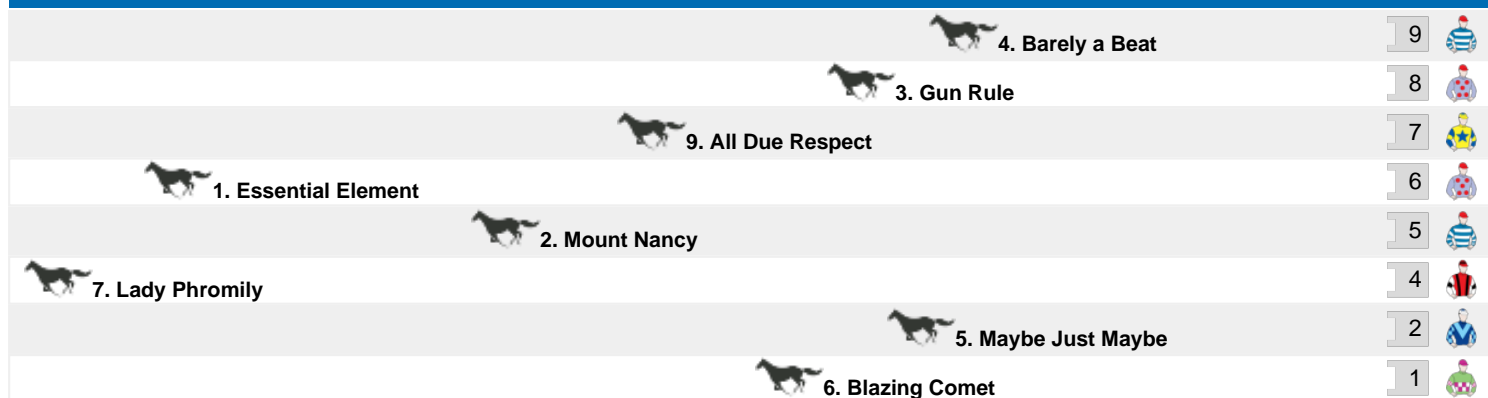 4. Barely a Beat 9
3. Gun Rule 8
9. All Due Respect 7
1. Essential Element 6
2. Mount Nancy 5
7. Lady Phromily 4
5. Maybe Just Maybe 2
6. Blazing Comet 1